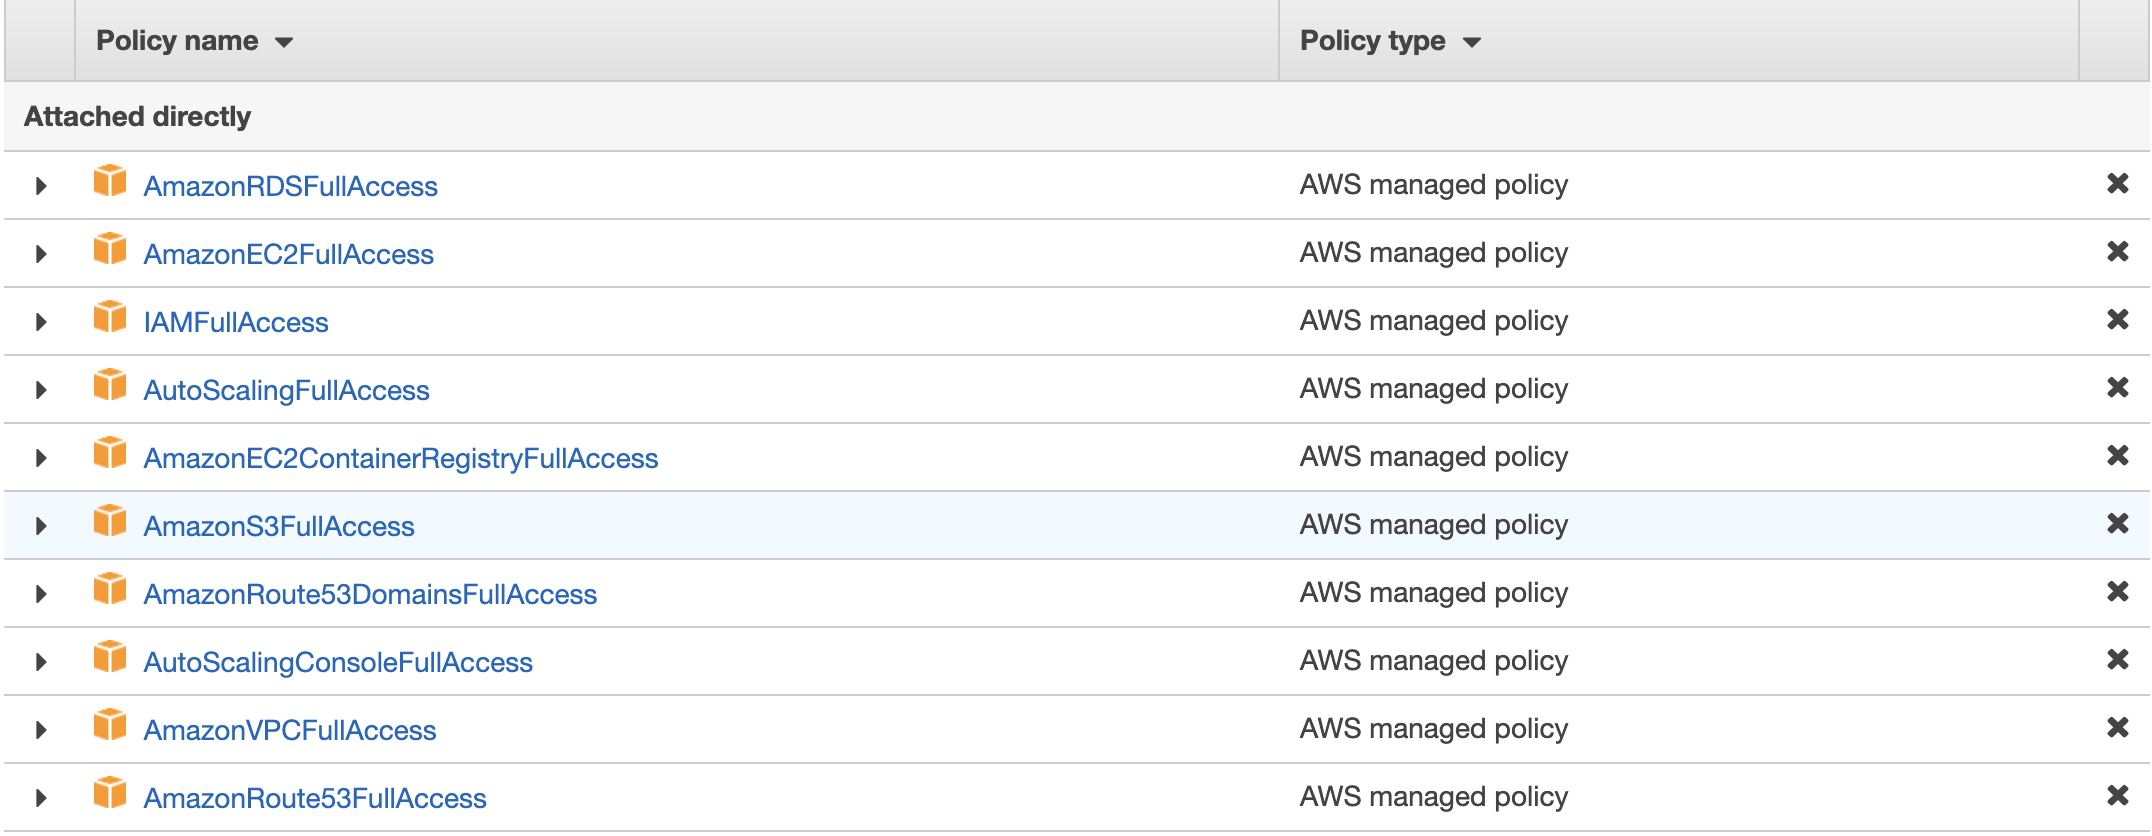 Policy name Policy type
Attached directly
AmazonRDSFullAccess AWS managed policy
AmazonEC2FullAccess AWS managed policy
IAMFullAccess AWS managed policy
AutoScalingFullAccess AWS managed policy
AmazonEC2ContainerRegistryFullAccess AWS managed policy
AmazonS3FullAccess AWS managed policy
AmazonRoute53DomainsFullAccess AWS managed policy
AutoScalingConsoleFullAccess AWS managed policy
AmazonVPCFullAccess AWS managed policy
AmazonRoute53FullAccess AWS managed policy